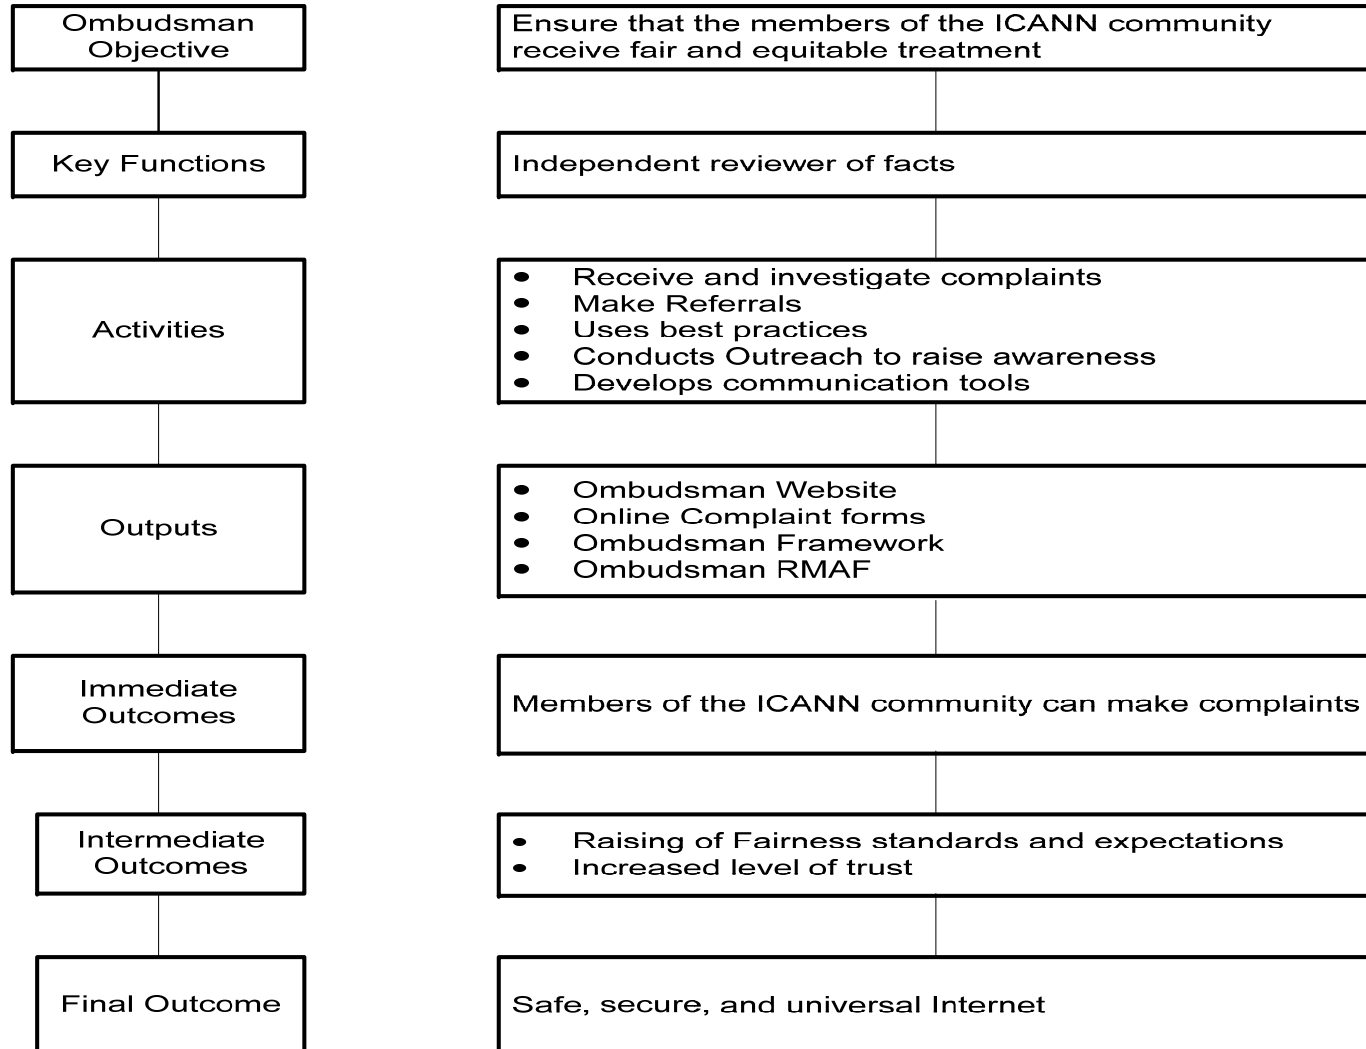 Ombudsman
Objective
Ensure that the members of the ICANN community
receive fair and equitable treatment
Key Functions
Independent reviewer of facts
Activities
• Receive and investigate complaints
• Make Referrals
• Uses best practices
• Conducts Outreach to raise awareness
• Develops communication tools
Outputs
• Ombudsman Website
• Online Complaint forms
• Ombudsman Framework
• Ombudsman RMAF
Immediate
Outcomes
Members of the ICANN community can make complaints
Intermediate
Outcomes
• Raising of Fairness standards and expectations
• Increased level of trust
Final Outcome
Safe, secure, and universal Internet